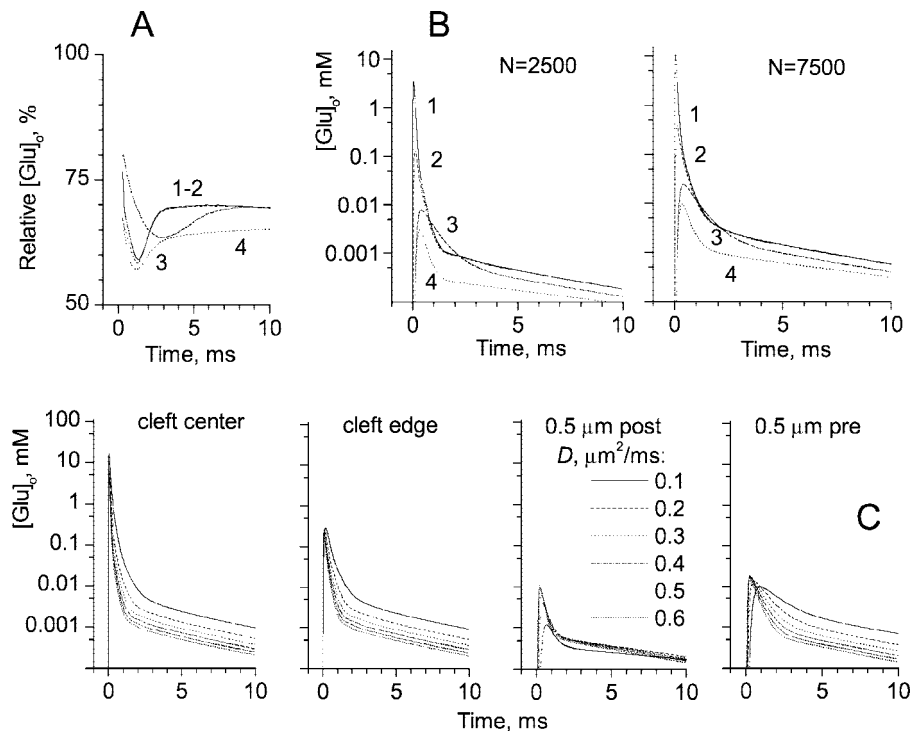 A
B
100
75
50
Relative [Glu]o, %
1-2
3
4
0 5 10
Time, ms
[Glu]o, mM
10
1
0.1
0.01
0.001
N=2500
1
2
3
4
0 5 10
Time, ms
N=7500
1
2
3
4
0 5 10
Time, ms
[Glu]o, mM
100
10
1
0.1
0.01
0.001
cleft center
0 5 10
cleft edge
0 5 10
0.5 μm post
D, μm²/ms:
0.1
0.2
0.3
0.4
0.5
0.6
0 5 10
0.5 μm pre
C
0 5 10
Time, ms